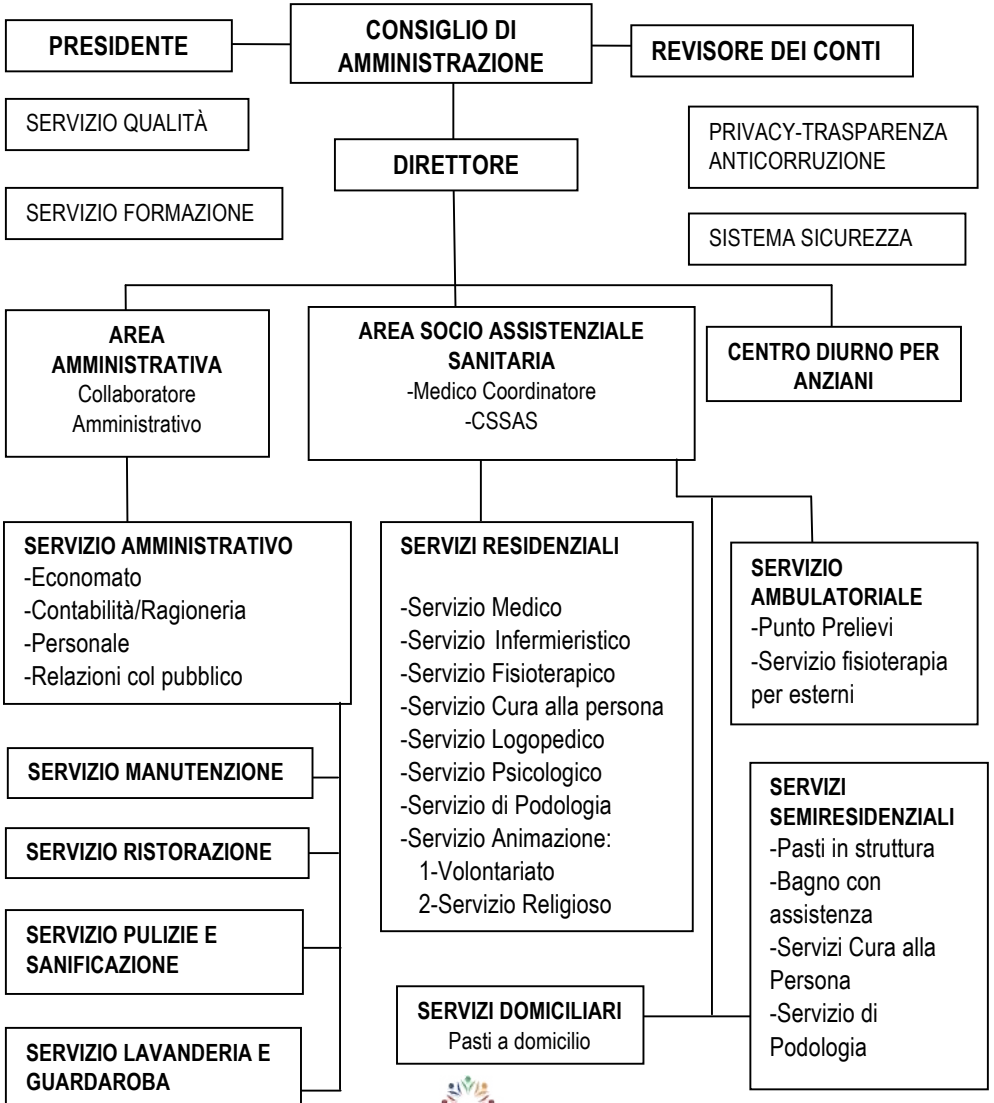 PRESIDENTE
CONSIGLIO DI
AMMINISTRAZIONE
REVISORE DEI CONTI
SERVIZIO QUALITÀ
PRIVACY-TRASPARENZA
ANTICORRUZIONE
DIRETTORE
SERVIZIO FORMAZIONE
SISTEMA SICUREZZA
AREA
AMMINISTRATIVA
Collaboratore
Amministrativo
AREA SOCIO ASSISTENZIALE
SANITARIA
-Medico Coordinatore
-CSSAS
CENTRO DIURNO PER
ANZIANI
SERVIZIO AMMINISTRATIVO
-Economato
-Contabilità/Ragioneria
-Personale
-Relazioni col pubblico
SERVIZI RESIDENZIALI
-Servizio Medico
-Servizio Infermieristico
-Servizio Fisioterapico
-Servizio Cura alla persona
-Servizio Logopedico
-Servizio Psicologico
-Servizio di Podologia
-Servizio Animazione:
1-Volontariato
2-Servizio Religioso
SERVIZIO
AMBULATORIALE
-Punto Prelievi
-Servizio fisioterapia
per esterni
SERVIZIO MANUTENZIONE
SERVIZIO RISTORAZIONE
SERVIZIO PULIZIE E
SANIFICAZIONE
SERVIZIO LAVANDERIA E
GUARDAROBA
SERVIZI DOMICILIARI
Pasti a domicilio
SERVIZI
SEMIRESIDENZIALI
-Pasti in struttura
-Bagno con
assistenza
-Servizi Cura alla
Persona
-Servizio di
Podologia